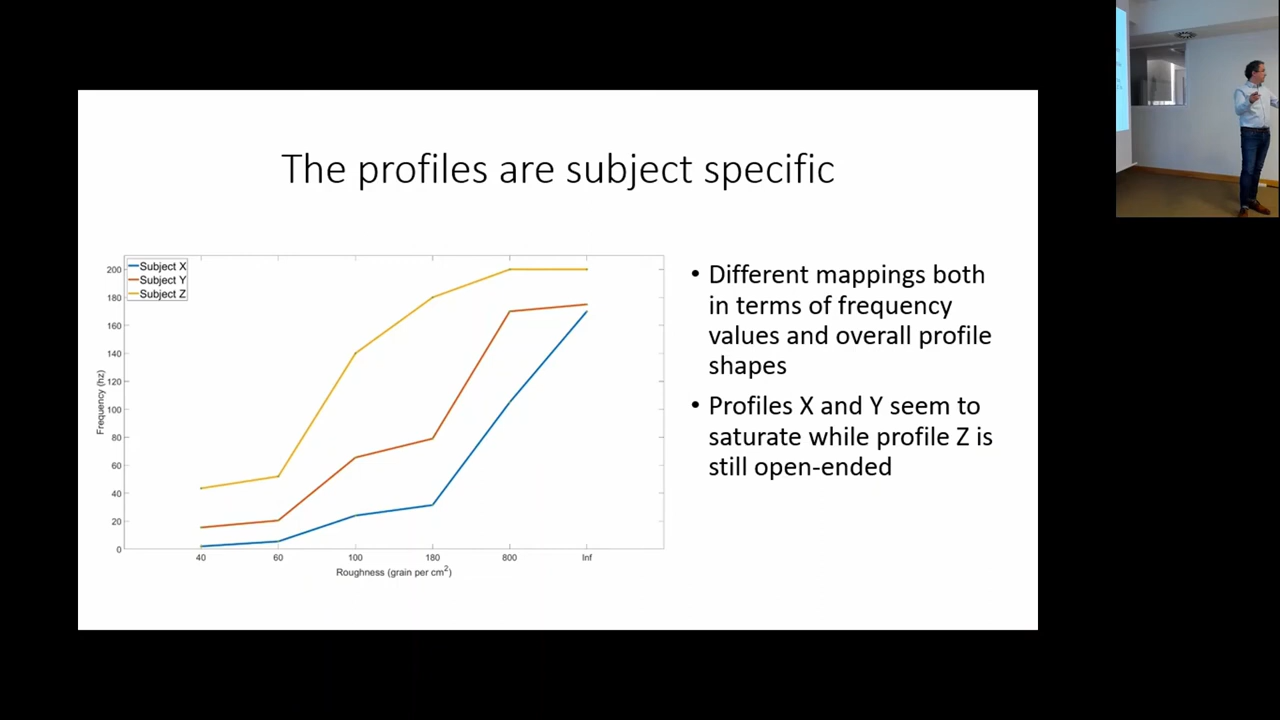 The profiles are subject specific
Subject X
Subject Y
Subject Z
200
180
160
140
120
100
80
60
40
20
0
Frequency (hz)
40 60 100 180 800 Inf
Roughness (grain per cm2)
• Different mappings both
in terms of frequency
values and overall profile
shapes
• Profiles X and Y seem to
saturate while profile Z is
still open-ended